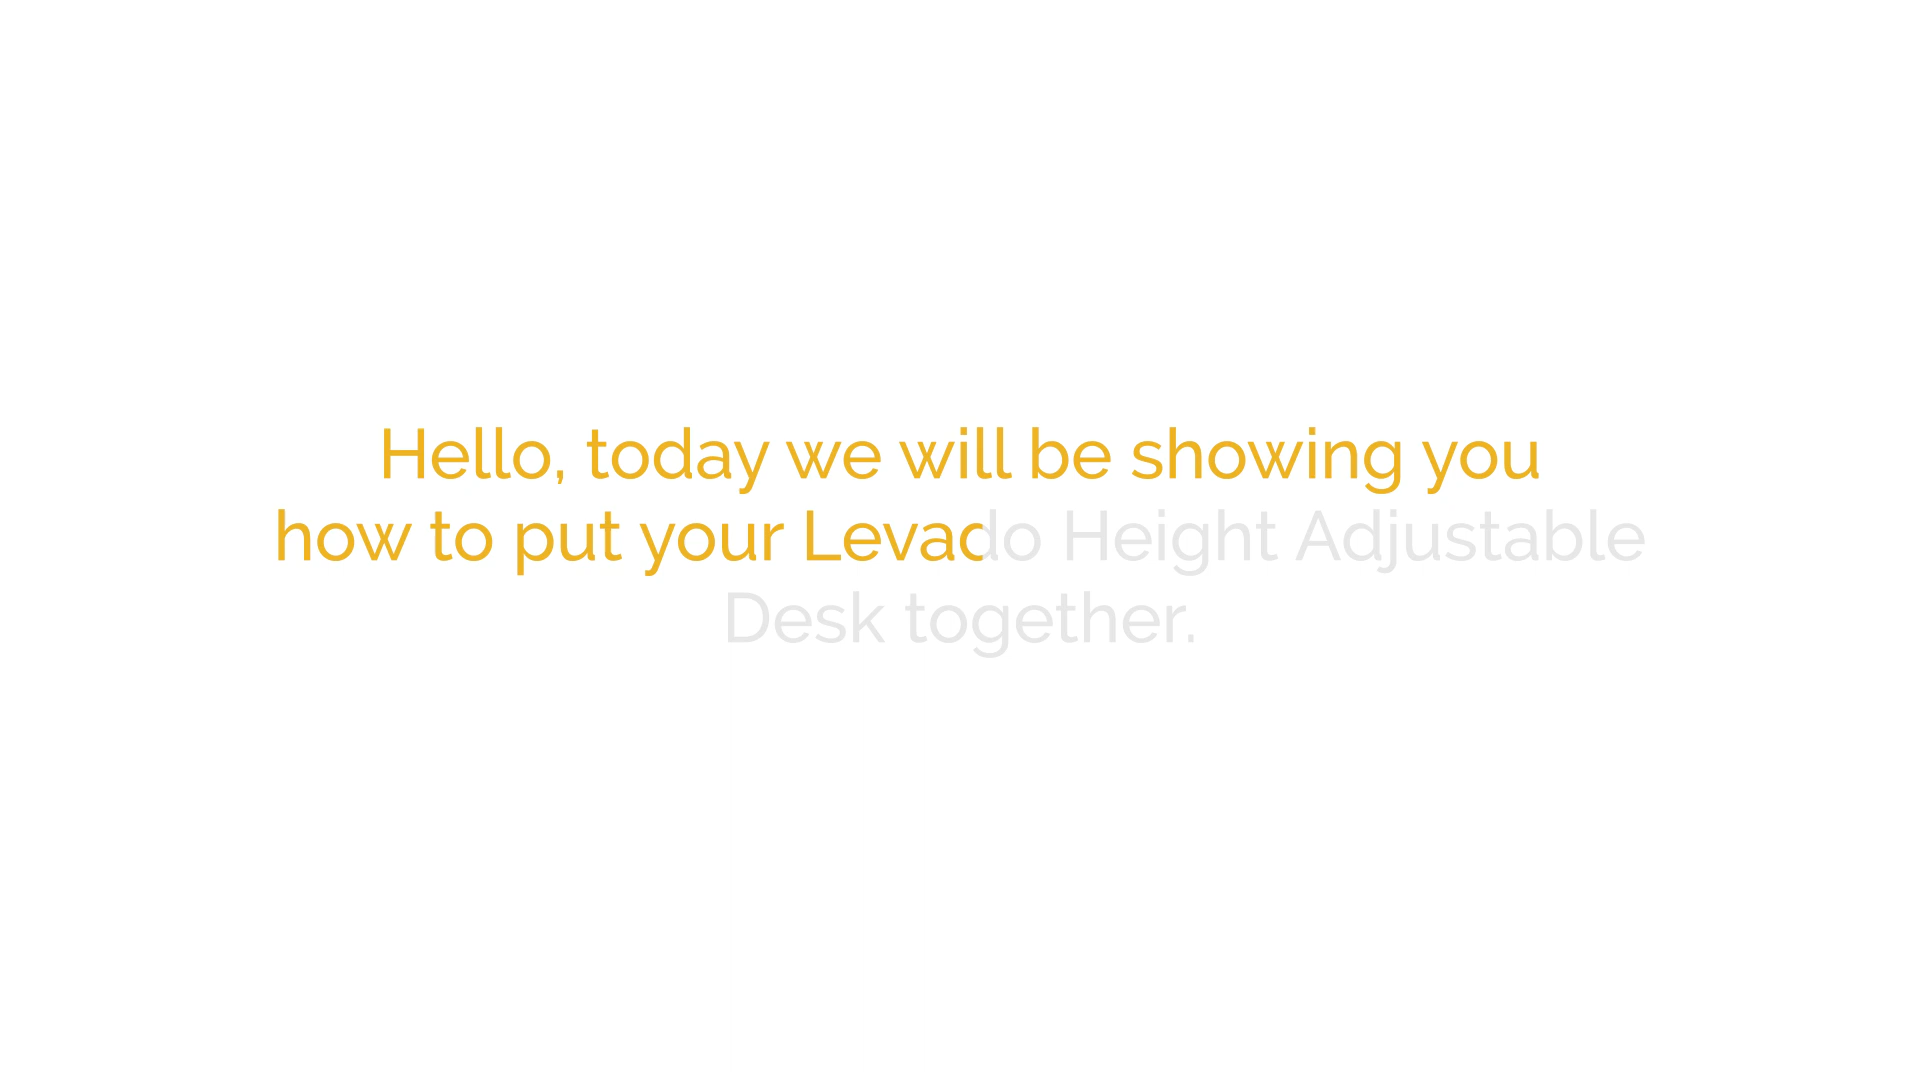 Hello, today we will be showing you
how to put your Levado Height Adjustable
Desk together.